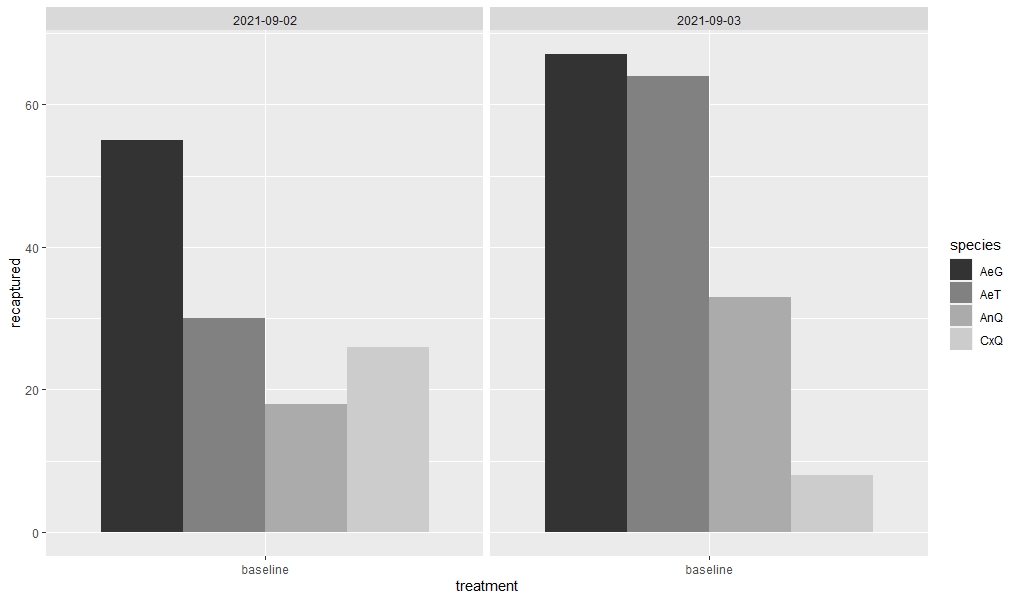 2021-09-02
2021-09-03
recaptured
60
40
20
0
baseline
baseline
treatment
species
AeG
AeT
AnQ
CxQ